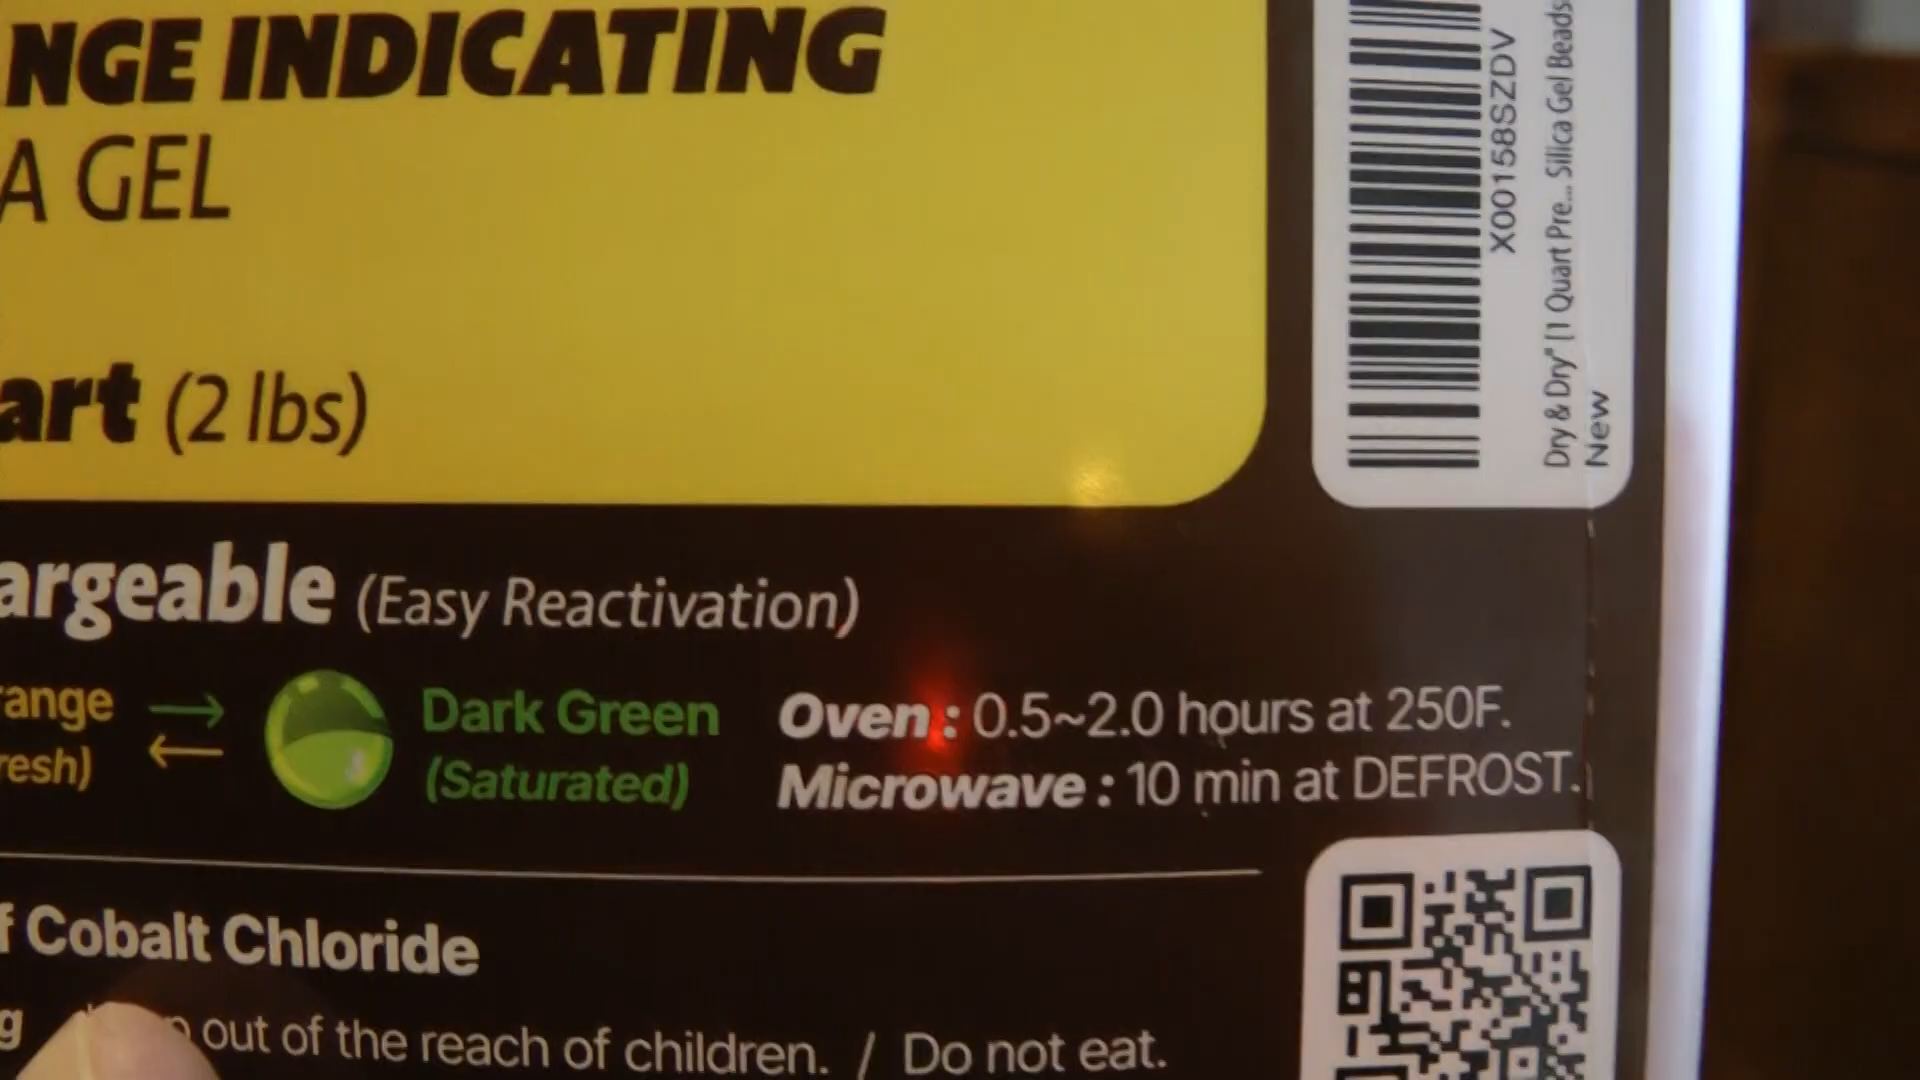 NGE INDICATING
A GEL
art (2 lbs)
argeable (Easy Reactivation)
range
resh)
Dark Green
(Saturated)
Oven : 0.5~2.0 hours at 250F.
Microwave : 10 min at DEFROST.
f Cobalt Chloride
g
out of the reach of children. / Do not eat.
X00158SZDV
Dry & Dry® [1 Quart Pre... Silica Gel Beads
New